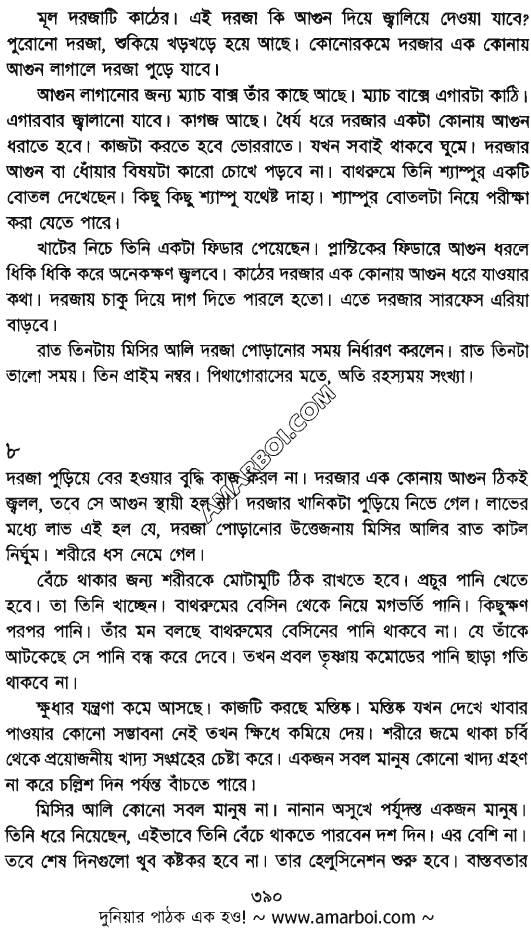 মূল দরজাটি কাঠের। এই দরজা কি আগুন দিয়ে জ্বালিয়ে দেওয়া যাবে?
পুরোনো দরজা, শুকিয়ে খড়খড়ে হয়ে আছে। কোনোরকমে দরজার এক কোনায়
আগুন লাগালে দরজা পুড়ে যাবে।
আগুন লাগানোর জন্য ম্যাচ বাক্স তাঁর কাছে আছে। ম্যাচ বাক্সে এগারটা কাঠি।
এগারবার জ্বালানো যাবে। কাগজ আছে। ধৈর্য ধরে দরজার একটা কোনায় আগুন
ধরাতে হবে। কাজটা করতে হবে ভোররাতে। যখন সবাই থাকবে ঘুমে। দরজার
আগুন বা ধোঁয়ার বিষয়টা কারো চোখে পড়বে না। বাথরুমে তিনি শ্যাম্পুর একটি
বোতল দেখেছেন। কিছু কিছু শ্যাম্পু যথেষ্ট দাহ্য। শ্যাম্পুর বোতলটা নিয়ে পরীক্ষা
করা যেতে পারে।
খাটের নিচে তিনি একটা ফিডার পেয়েছেন। প্লাস্টিকের ফিডারে আগুন ধরলে
ধিকি ধিকি করে অনেকক্ষণ জ্বলবে। কাঠের দরজার এক কোনায় আগুন ধরে যাওয়ার
কথা। দরজায় চাকু দিয়ে দাগ দিতে পারলে হতো। এতে দরজার সারফেস এরিয়া
বাড়বে।
রাত তিনটায় মিসির আলি দরজা পোড়ানোর সময় নির্ধারণ করলেন। রাত তিনটা
ভালো সময়। তিন প্রাইম নম্বর। পিথাগোরাসের মতে, অতি রহস্যময় সংখ্যা।
৮
দরজা পুড়িয়ে বের হওয়ার বুদ্ধি কাজ করল না। দরজার এক কোনায় আগুন ঠিকই
জ্বলল, তবে সে আগুন স্থায়ী হল না। দরজার খানিকটা পুড়িয়ে নিভে গেল। লাভের
মধ্যে লাভ এই হল যে, দরজা পোড়ানোর উত্তেজনায় মিসির আলির রাত কাটল
নির্ঘুম। শরীরে ধস নেমে গেল।
বেঁচে থাকার জন্য শরীরকে মোটামুটি ঠিক রাখতে হবে। প্রচুর পানি খেতে
হবে। তা তিনি খাচ্ছেন। বাথরুমের বেসিন থেকে নিয়ে মগভর্তি পানি। কিছুক্ষণ
পরপর পানি। তাঁর মন বলছে বাথরুমের বেসিনের পানি থাকবে না। যে তাঁকে
আটকেছে সে পানি বন্ধ করে দেবে। তখন প্রবল তৃষ্ণায় কমোডের পানি ছাড়া গতি
থাকবে না।
ক্ষুধার যন্ত্রণা কমে আসছে। কাজটি করছে মস্তিষ্ক। মস্তিষ্ক যখন দেখে খাবার
পাওয়ার কোনো সম্ভাবনা নেই তখন ক্ষিধে কমিয়ে দেয়। শরীরে জমে থাকা চর্বি
থেকে প্রয়োজনীয় খাদ্য সংগ্রহের চেষ্টা করে। একজন সবল মানুষ কোনো খাদ্য গ্রহণ
না করে চল্লিশ দিন পর্যন্ত বাঁচতে পারে।
মিসির আলি কোনো সবল মানুষ না। নানান অসুখে পর্যুদস্ত একজন মানুষ।
তিনি ধরে নিয়েছেন, এইভাবে তিনি বেঁচে থাকতে পারবেন দশ দিন। এর বেশি না।
তবে শেষ দিনগুলো খুব কষ্টকর হবে না। তার হেলুসিনেশন শুরু হবে। বাস্তবতার
৩৯০
দুনিয়ার পাঠক এক হও! ~ www.amarboi.com ~
AMARBOI.COM